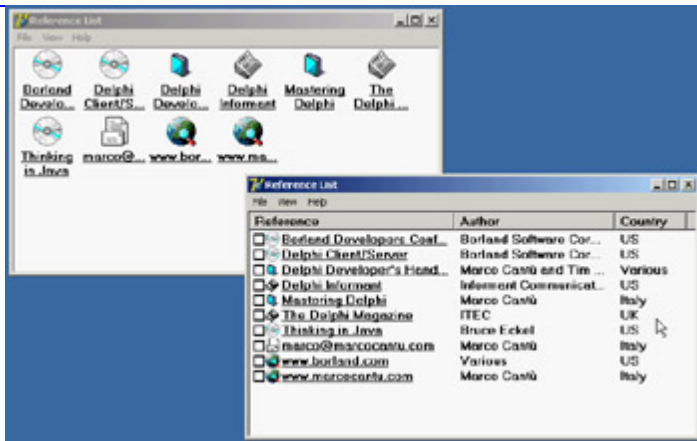 Reference List
File View Help
Borland Delphi Delphi Delphi Mastering The
Develo... Client/S... Develo... Informant Delphi Delphi ...
Thinking marco@... www.bor... www.ma...
in Java
Reference List
File View Help
Reference Author Country
Borland Developers Conf... Borland Software Cor... US
Delphi Client/Server Borland Software Cor... US
Delphi Developer's Hand... Marco Cantù and Tim ... Various
Delphi Informant Informant Communicat... US
Mastering Delphi Marco Cantù Italy
The Delphi Magazine ITEC UK
Thinking in Java Bruce Eckel US
marco@marcocantu.com Marco Cantù Italy
www.borland.com Various US
www.marcocantu.com Marco Cantù Italy